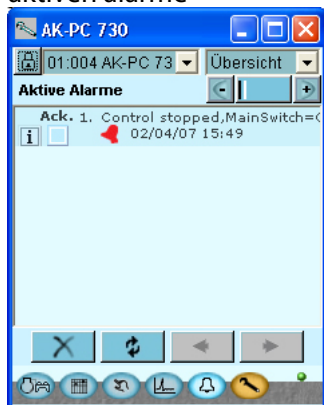 aktiven alarme
AK-PC 730
01:004 AK-PC 73 Übersicht
Aktive Alarme
Ack. 1. Control stopped,MainSwitch=
i 02/04/07 15:49